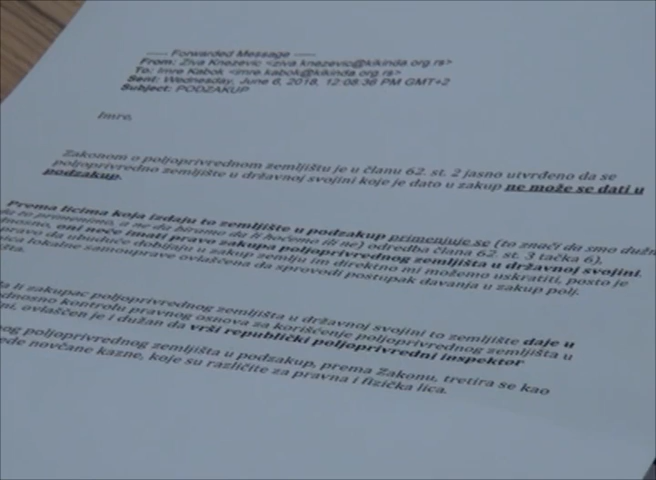 ----- Forwarded Message -----
From: Ziva Knezevic <ziva.knezevic@kikinda.org.rs>
To: Imre Kabok <imre.kabok@kikinda.org.rs>
Sent: Wednesday, June 6, 2018, 12:08:36 PM GMT+2
Subject: PODZAKUP
Imre,
Zakonom o poljoprivrednom zemljištu je u članu 62. st. 2 jasno utvrđeno da se
poljoprivredno zemljište u državnoj svojini koje je dato u zakup ne može se dati u
podzakup.
Prema licima koja izdaju to zemljište u podzakup primenjuje se (to znači da smo dužni
da to primenimo, a ne da biramo da li hoćemo ili ne) odredba člana 62. st. 3 tačka 6),
odnosno, oni neće imati pravo zakupa poljoprivrednog zemljišta u državnoj svojini.
pravo da ubuduće dobijaju u zakup zemlju im direktno mi možemo uskratiti, pošto je
lokalne samouprave ovlašćena da sprovodi postupak davanja u zakup polj.
li zakupac poljoprivrednog zemljišta u državnoj svojini to zemljište daje u
odnosno kontrolu pravnog osnova za korišćenje poljoprivrednog zemljišta u
ovlašćen je i dužan da vrši republički poljoprivredni inspektor
poljoprivrednog zemljišta u podzakup, prema Zakonu, tretira se kao
novčane kazne, koje su različite za pravna i fizička lica.